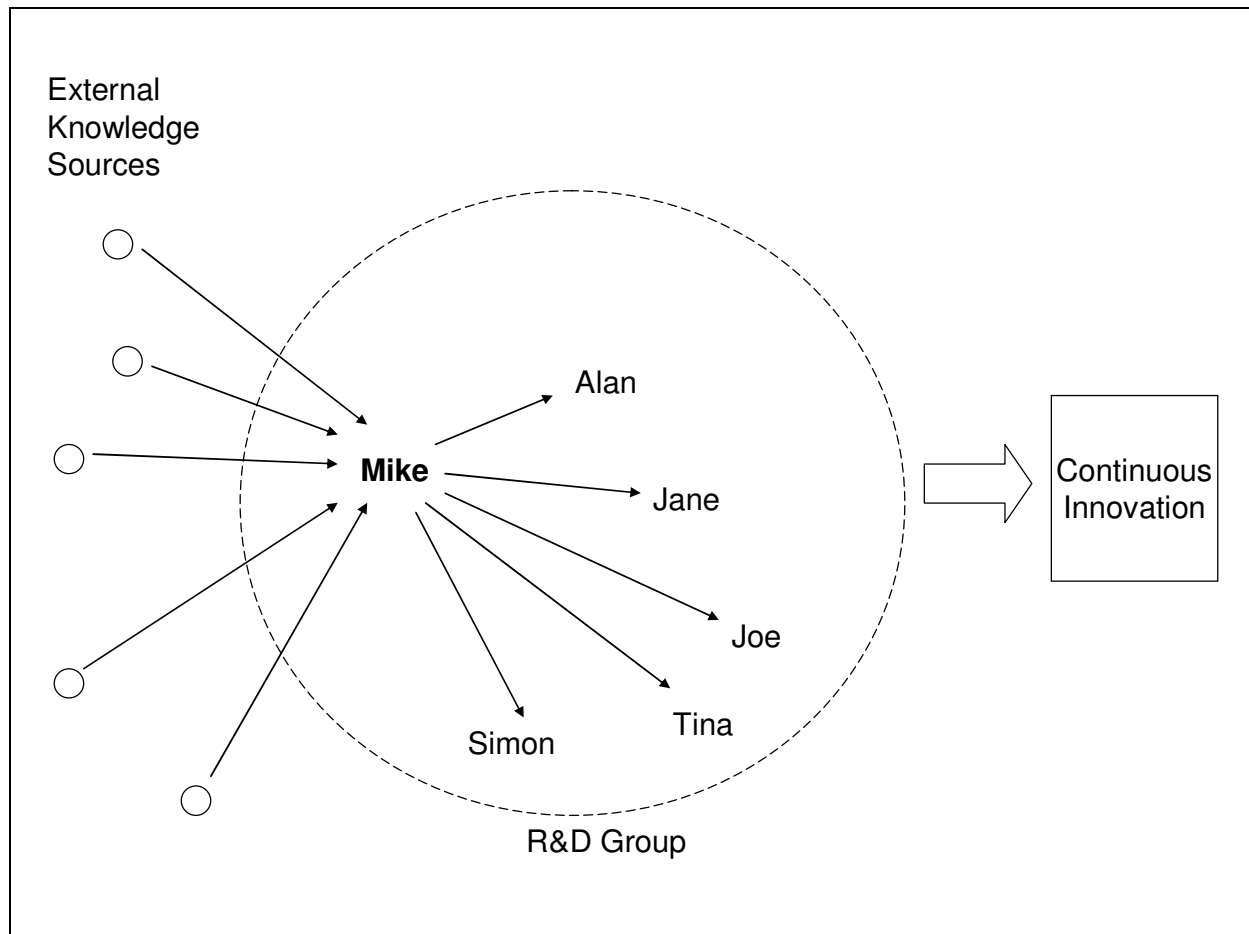 External
Knowledge
Sources
Alan
Mike
Jane
Continuous
Innovation
Joe
Tina
Simon
R&D Group